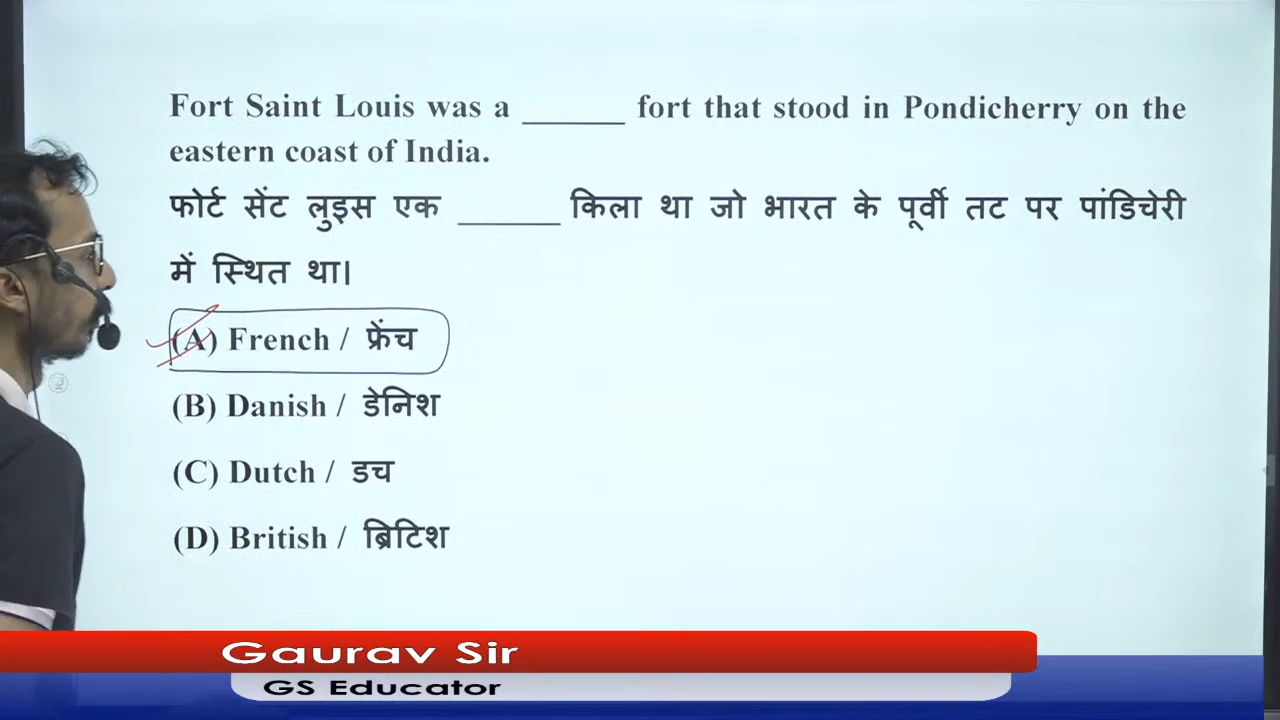 Fort Saint Louis was a ______ fort that stood in Pondicherry on the
eastern coast of India.
फोर्ट सेंट लुइस एक ______ किला था जो भारत के पूर्वी तट पर पांडिचेरी
में स्थित था।
(A) French / फ्रेंच
(B) Danish / डेनिश
(C) Dutch / डच
(D) British / ब्रिटिश
Gaurav Sir
GS Educator